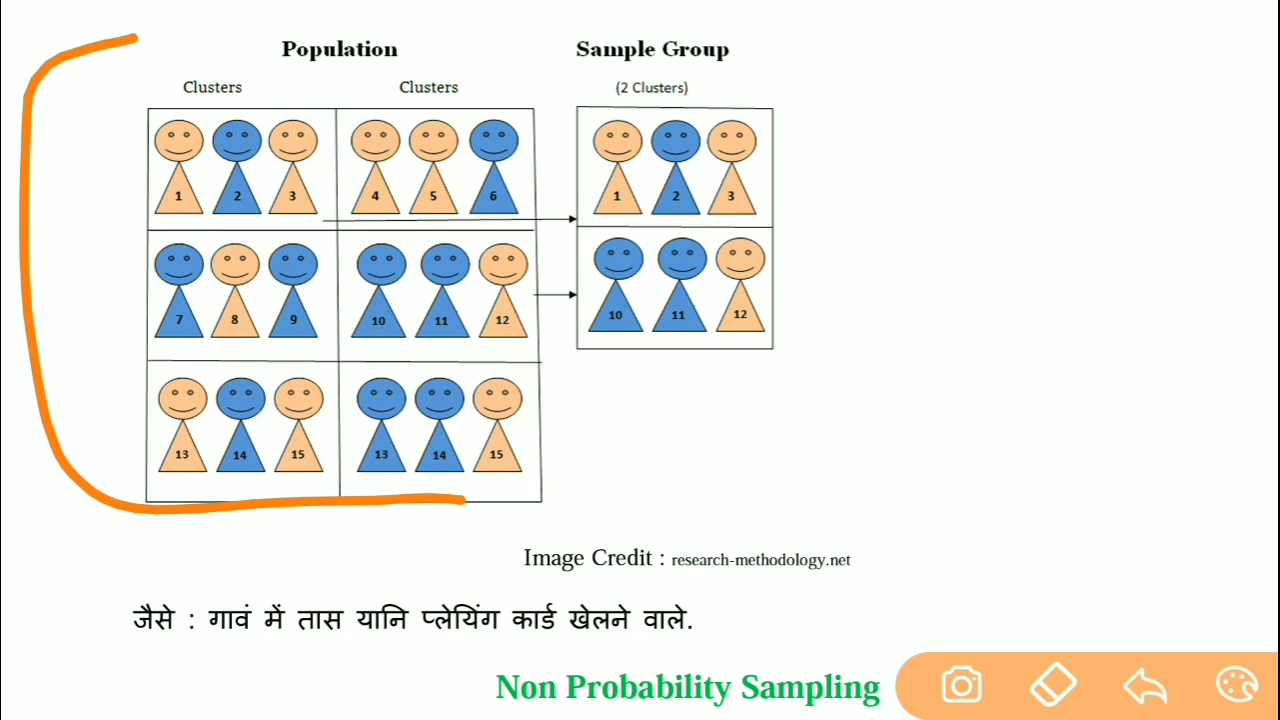 Population Sample Group
Clusters Clusters (2 Clusters)
1 2 3 4 5 6 1 2 3
7 8 9 10 11 12 10 11 12
13 14 15 13 14 15
Image Credit : research-methodology.net
जैसे : गावं में तास यानि प्लेयिंग कार्ड खेलने वाले.
Non Probability Sampling